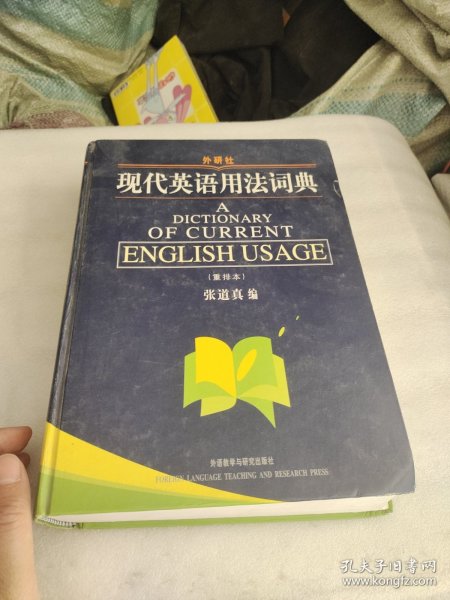 外研社
现代英语用法词典
A
DICTIONARY
OF CURRENT
ENGLISH USAGE
(重排本)
张道真 编
外语教学与研究出版社
FOREIGN LANGUAGE TEACHING AND RESEARCH PRESS
孔夫子旧书网
www.kongfz.com